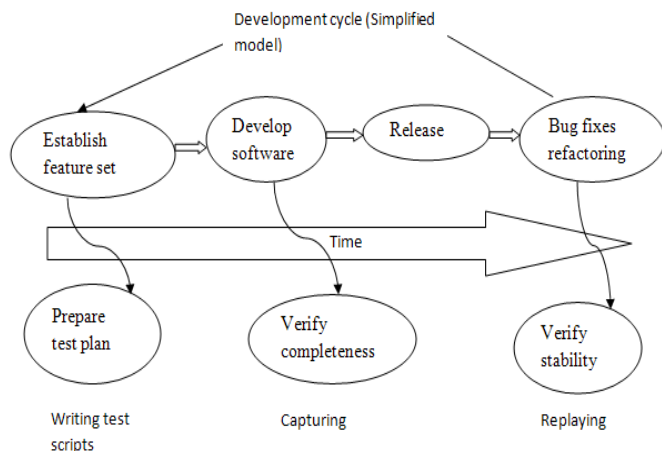 Development cycle (Simplified
model)
Establish
feature set
Develop
software
Release
Bug fixes
refactoring
Time
Prepare
test plan
Verify
completeness
Verify
stability
Writing test
scripts
Capturing
Replaying